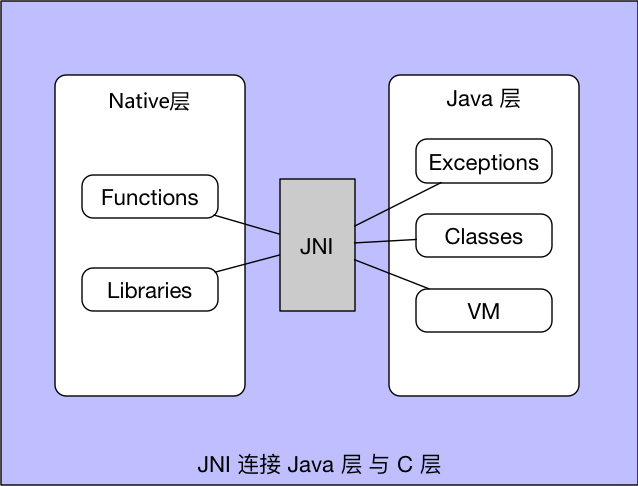 Native层
Functions
Libraries
JNI
Java 层
Exceptions
Classes
VM
JNI 连接 Java 层 与 C 层